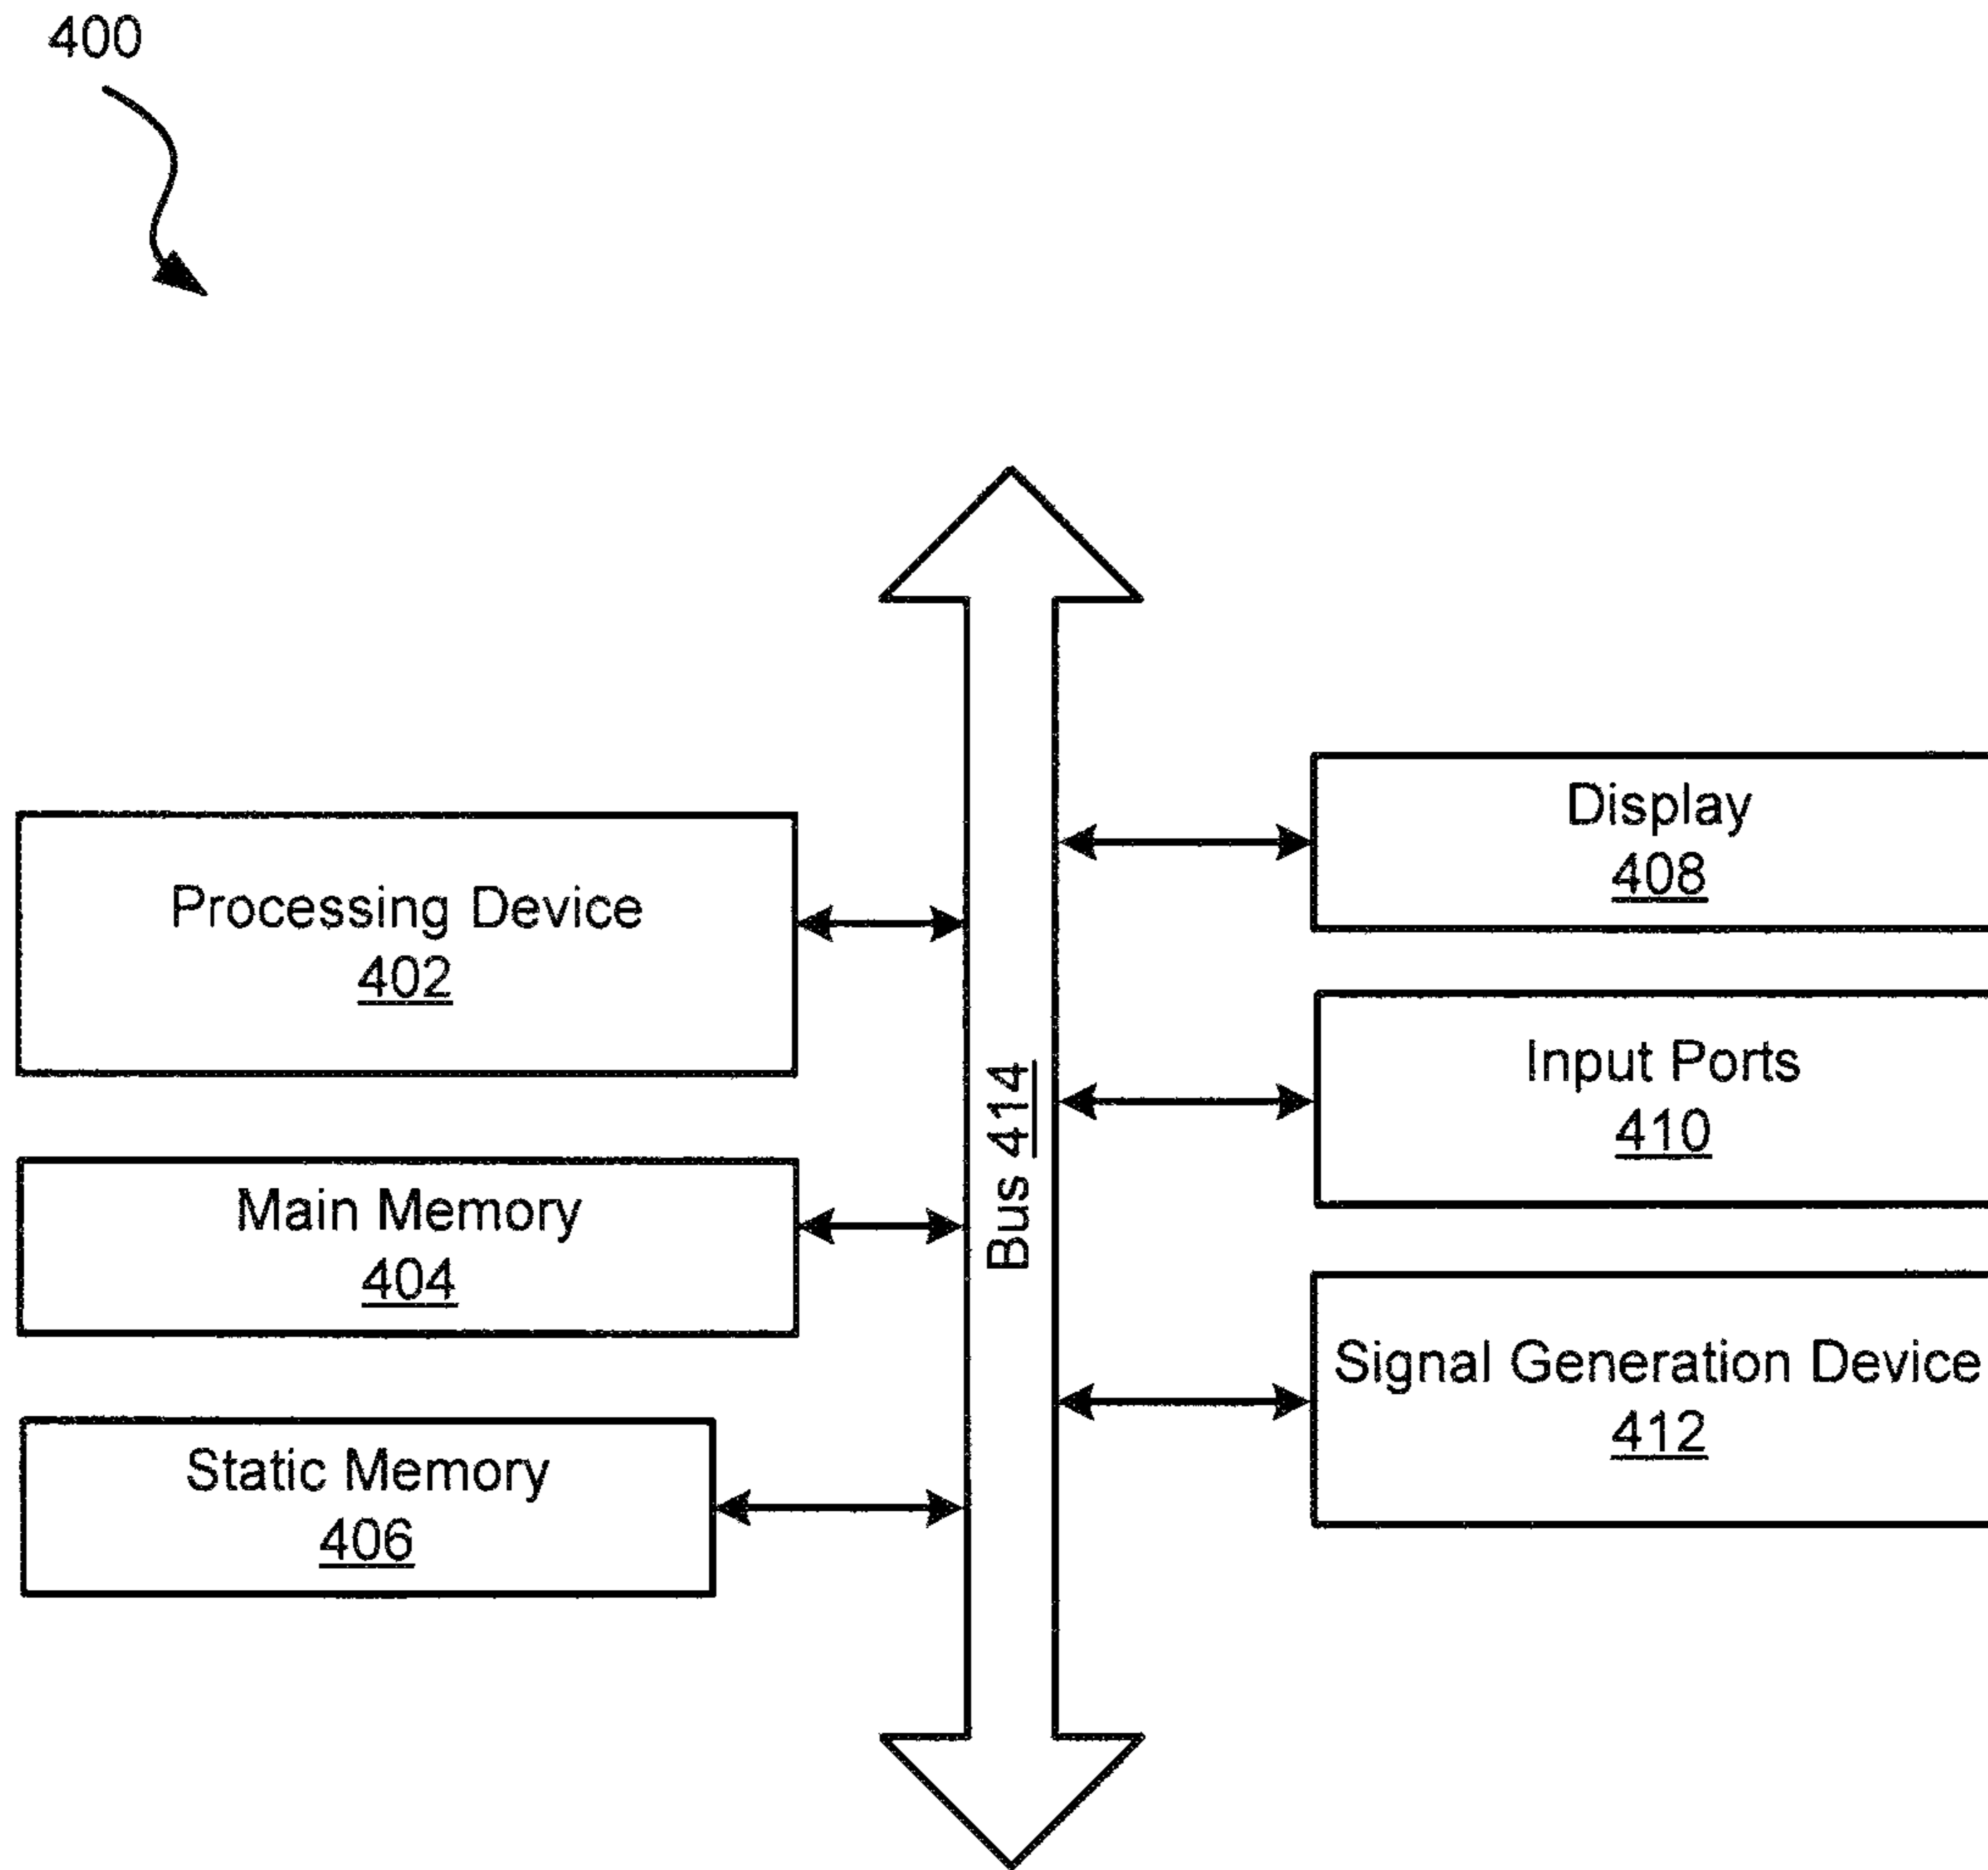 400
Processing Device
402
Main Memory
404
Static Memory
406
Bus 414
Display
408
Input Ports
410
Signal Generation Device
412